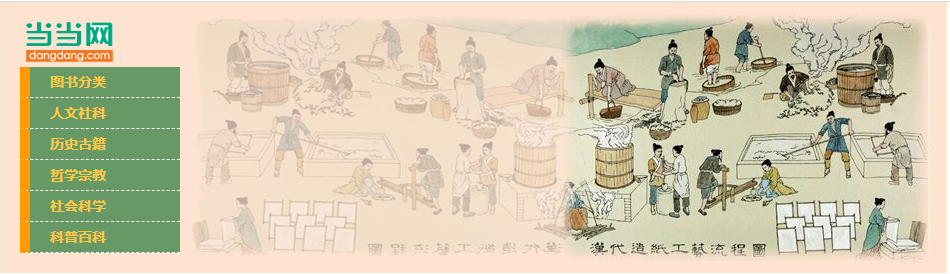 当当网
dangdang.com
图书分类
人文社科
历史古籍
哲学宗教
社会科学
科普百科
漢代造紙工藝流程圖